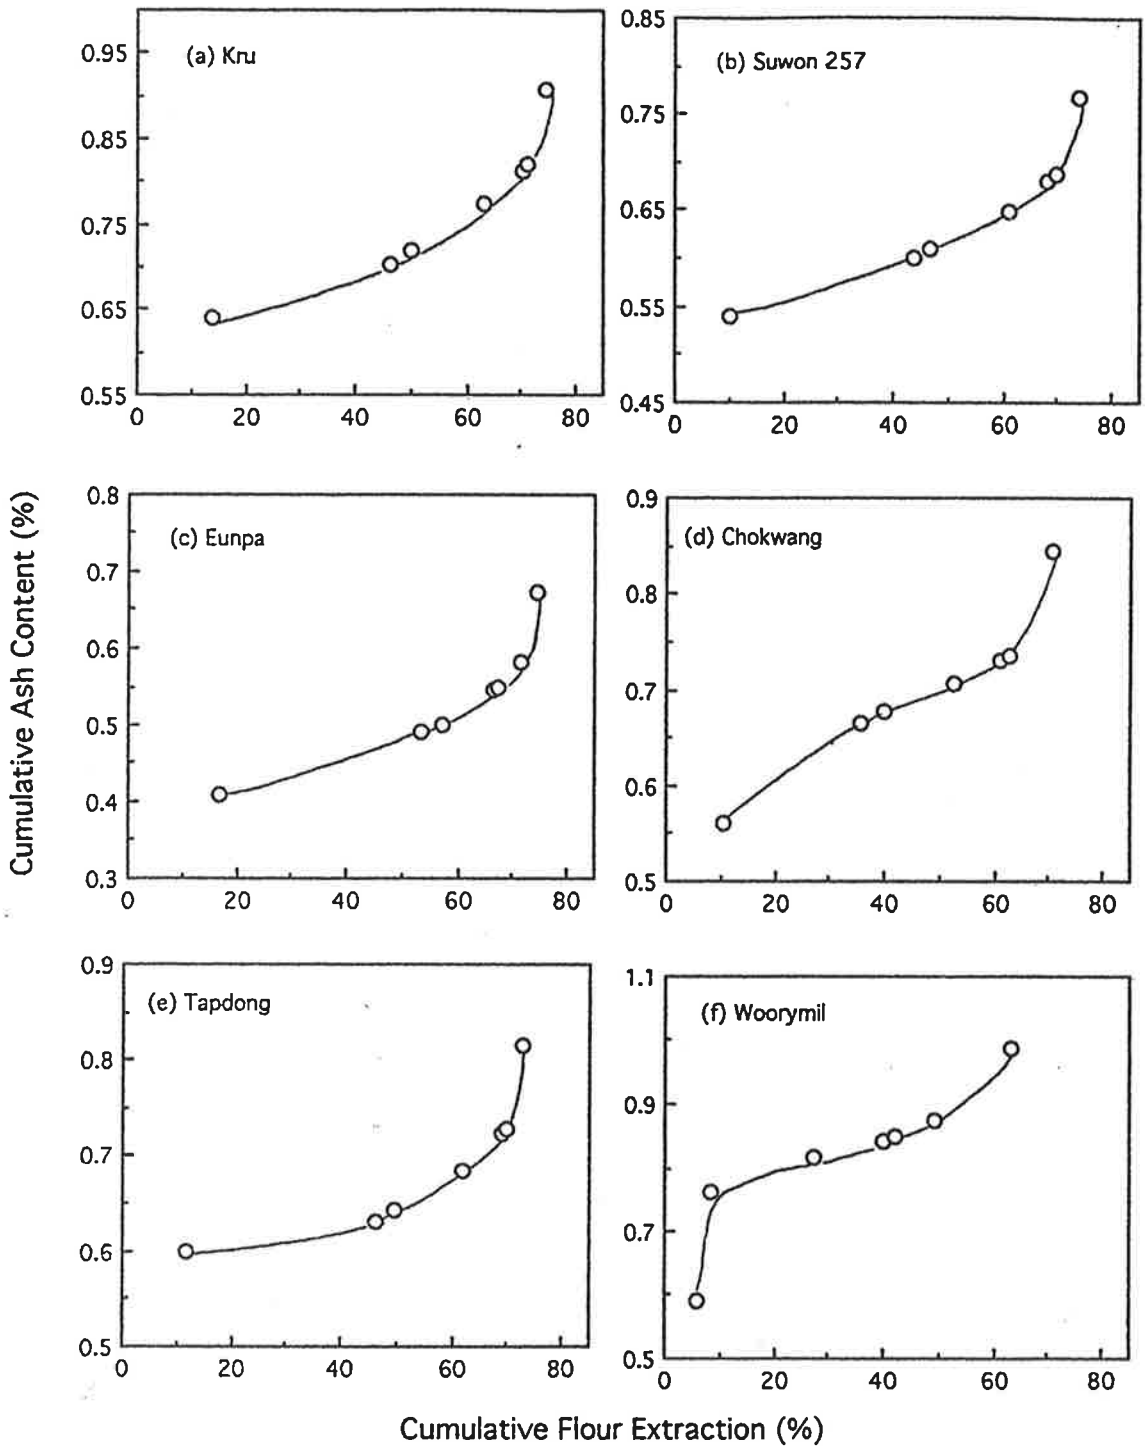 (a) Kru
0.95
0.85
0.75
0.65
0.55
0 20 40 60 80
(b) Suwon 257
0.85
0.75
0.65
0.55
0.45
0 20 40 60 80
Cumulative Ash Content (%)
(c) Eunpa
0.8
0.7
0.6
0.5
0.4
0.3
0 20 40 60 80
(d) Chokwang
0.9
0.8
0.7
0.6
0.5
0 20 40 60 80
(e) Tapdong
0.9
0.8
0.7
0.6
0.5
0 20 40 60 80
(f) Woorymil
1.1
0.9
0.7
0.5
0 20 40 60 80
Cumulative Flour Extraction (%)